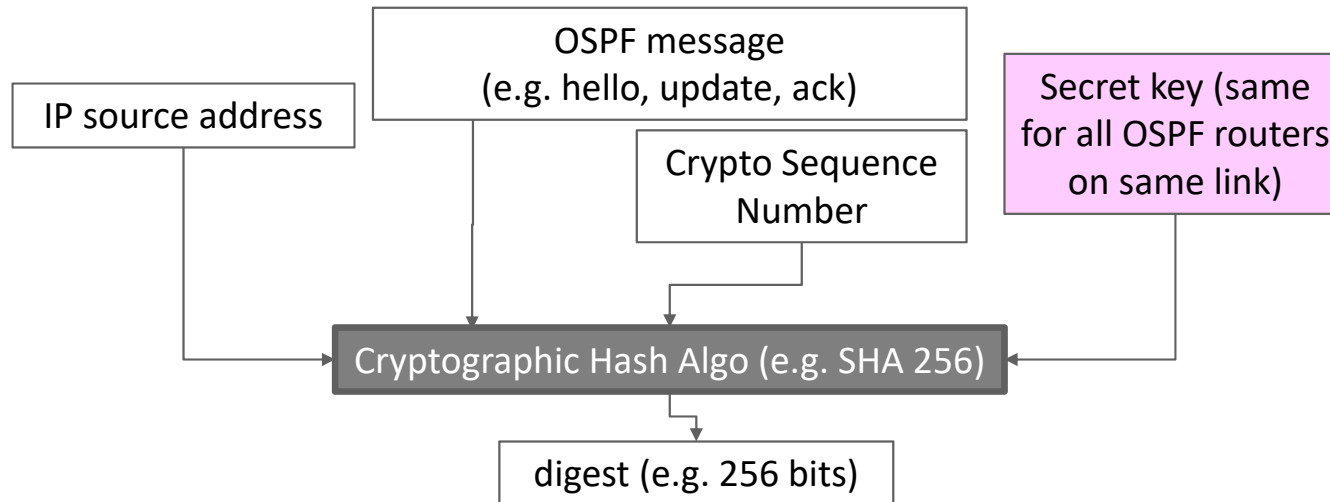 OSPF message
(e.g. hello, update, ack)
IP source address
Secret key (same
for all OSPF routers
on same link)
Crypto Sequence
Number
Cryptographic Hash Algo (e.g. SHA 256)
digest (e.g. 256 bits)